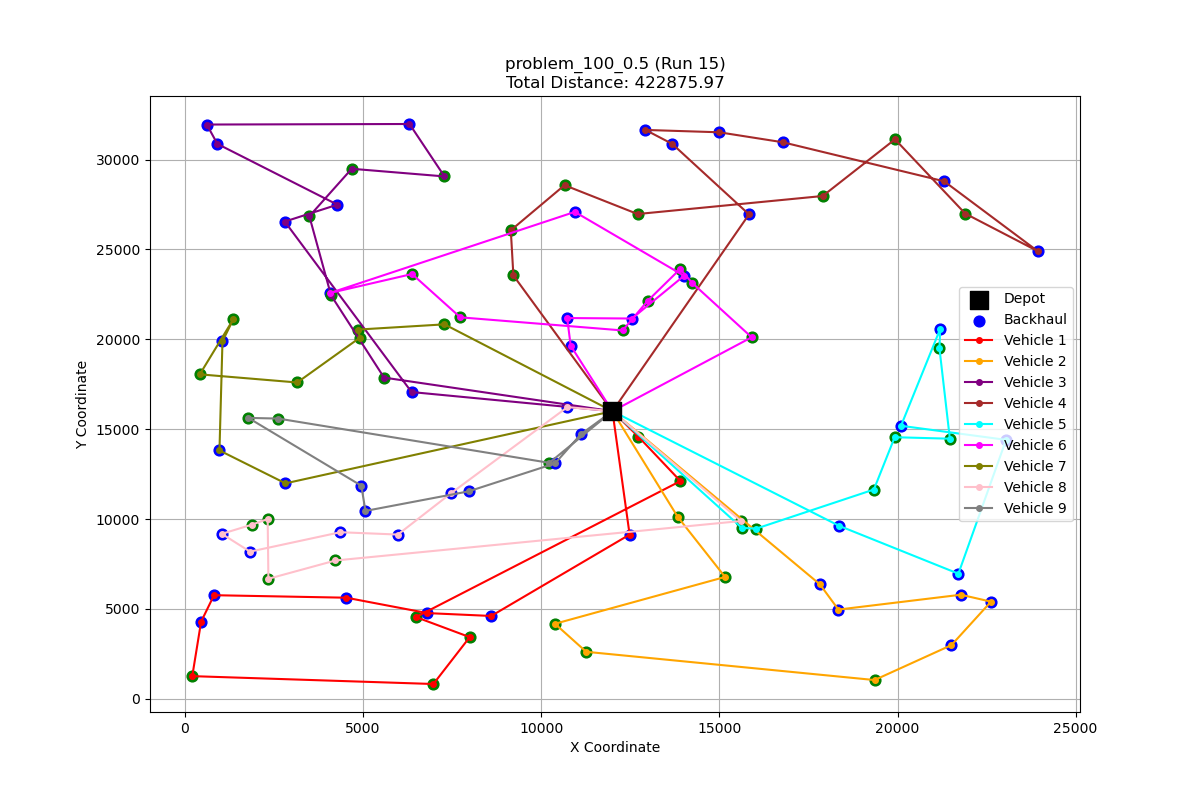 problem_100_0.5 (Run 15)
Total Distance: 422875.97
30000
25000
20000
15000
10000
5000
0
Y Coordinate
0
5000
10000
15000
20000
25000
X Coordinate
Depot
Backhaul
Vehicle 1
Vehicle 2
Vehicle 3
Vehicle 4
Vehicle 5
Vehicle 6
Vehicle 7
Vehicle 8
Vehicle 9